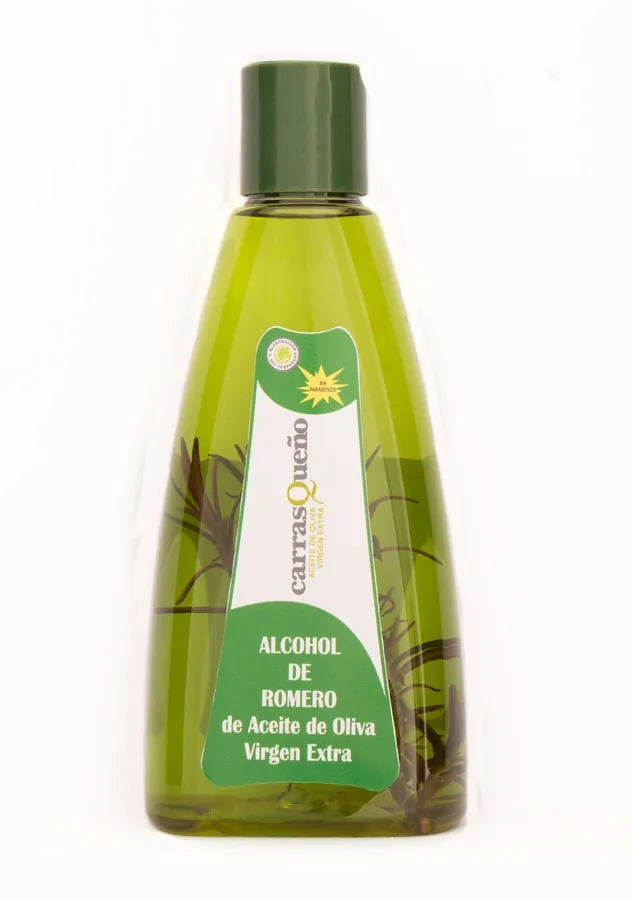 SIN
PARABENOS
carrasQueño
ACEITE DE OLIVA
VIRGEN EXTRA
ALCOHOL
DE
ROMERO
de Aceite de Oliva
Virgen Extra